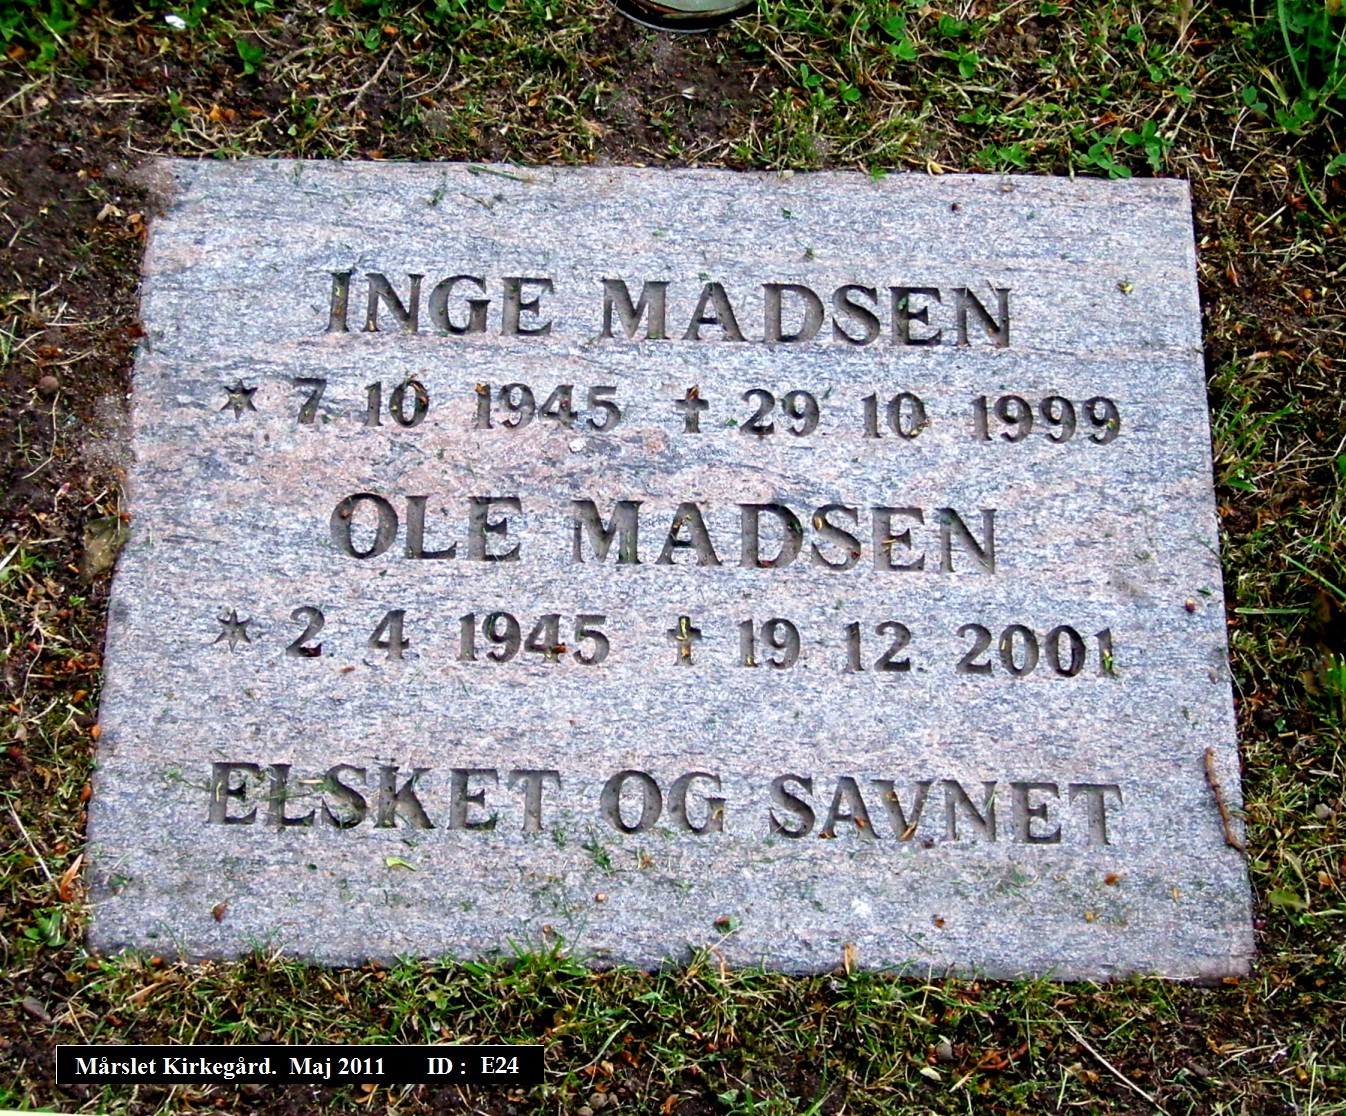 INGE MADSEN
* 7. 10. 1945 † 29. 10. 1999
OLE MADSEN
* 2. 4. 1945 † 19. 12. 2001
ELSKET OG SAVNET
Mårslet Kirkegård. Maj 2011 ID : E24